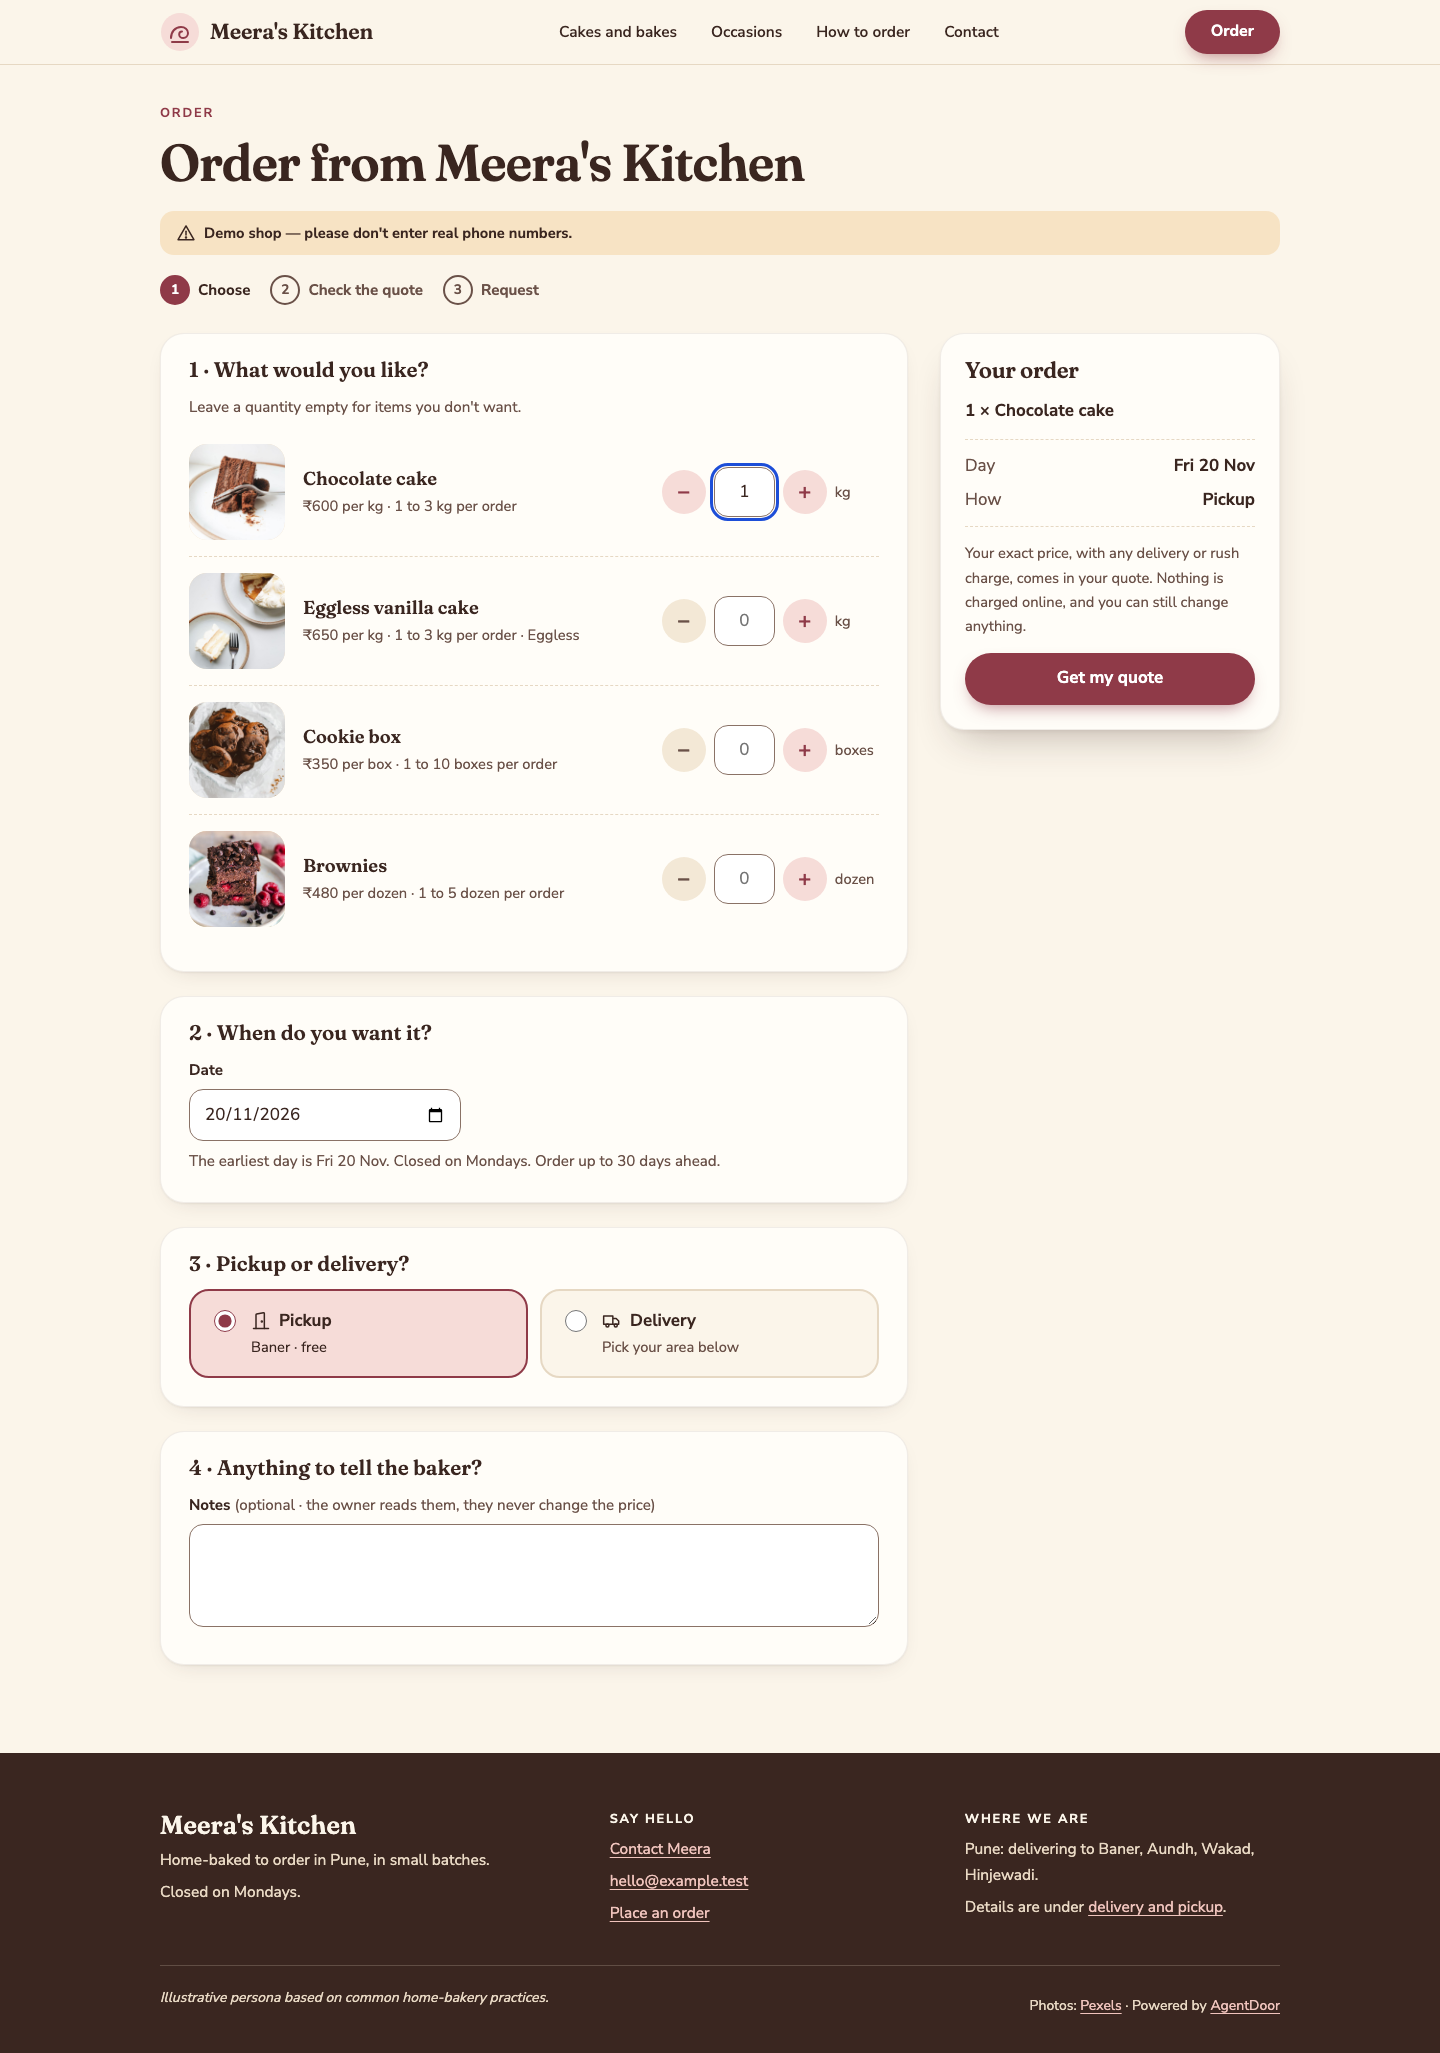 Meera's Kitchen
Cakes and bakes
Occasions
How to order
Contact
Order
ORDER
Order from Meera's Kitchen
Demo shop — please don't enter real phone numbers.
1 Choose
2 Check the quote
3 Request
1 · What would you like?
Leave a quantity empty for items you don't want.
Chocolate cake
₹600 per kg · 1 to 3 kg per order
− 1 + kg
Eggless vanilla cake
₹650 per kg · 1 to 3 kg per order · Eggless
− 0 + kg
Cookie box
₹350 per box · 1 to 10 boxes per order
− 0 + boxes
Brownies
₹480 per dozen · 1 to 5 dozen per order
− 0 + dozen
2 · When do you want it?
Date
20/11/2026
The earliest day is Fri 20 Nov. Closed on Mondays. Order up to 30 days ahead.
3 · Pickup or delivery?
Pickup
Baner · free
Delivery
Pick your area below
4 · Anything to tell the baker?
Notes (optional · the owner reads them, they never change the price)
Your order
1 × Chocolate cake
Day Fri 20 Nov
How Pickup
Your exact price, with any delivery or rush
charge, comes in your quote. Nothing is
charged online, and you can still change
anything.
Get my quote
Meera's Kitchen
Home-baked to order in Pune, in small batches.
Closed on Mondays.
SAY HELLO
Contact Meera
hello@example.test
Place an order
WHERE WE ARE
Pune: delivering to Baner, Aundh, Wakad,
Hinjewadi.
Details are under delivery and pickup.
Illustrative persona based on common home-bakery practices.
Photos: Pexels · Powered by AgentDoor